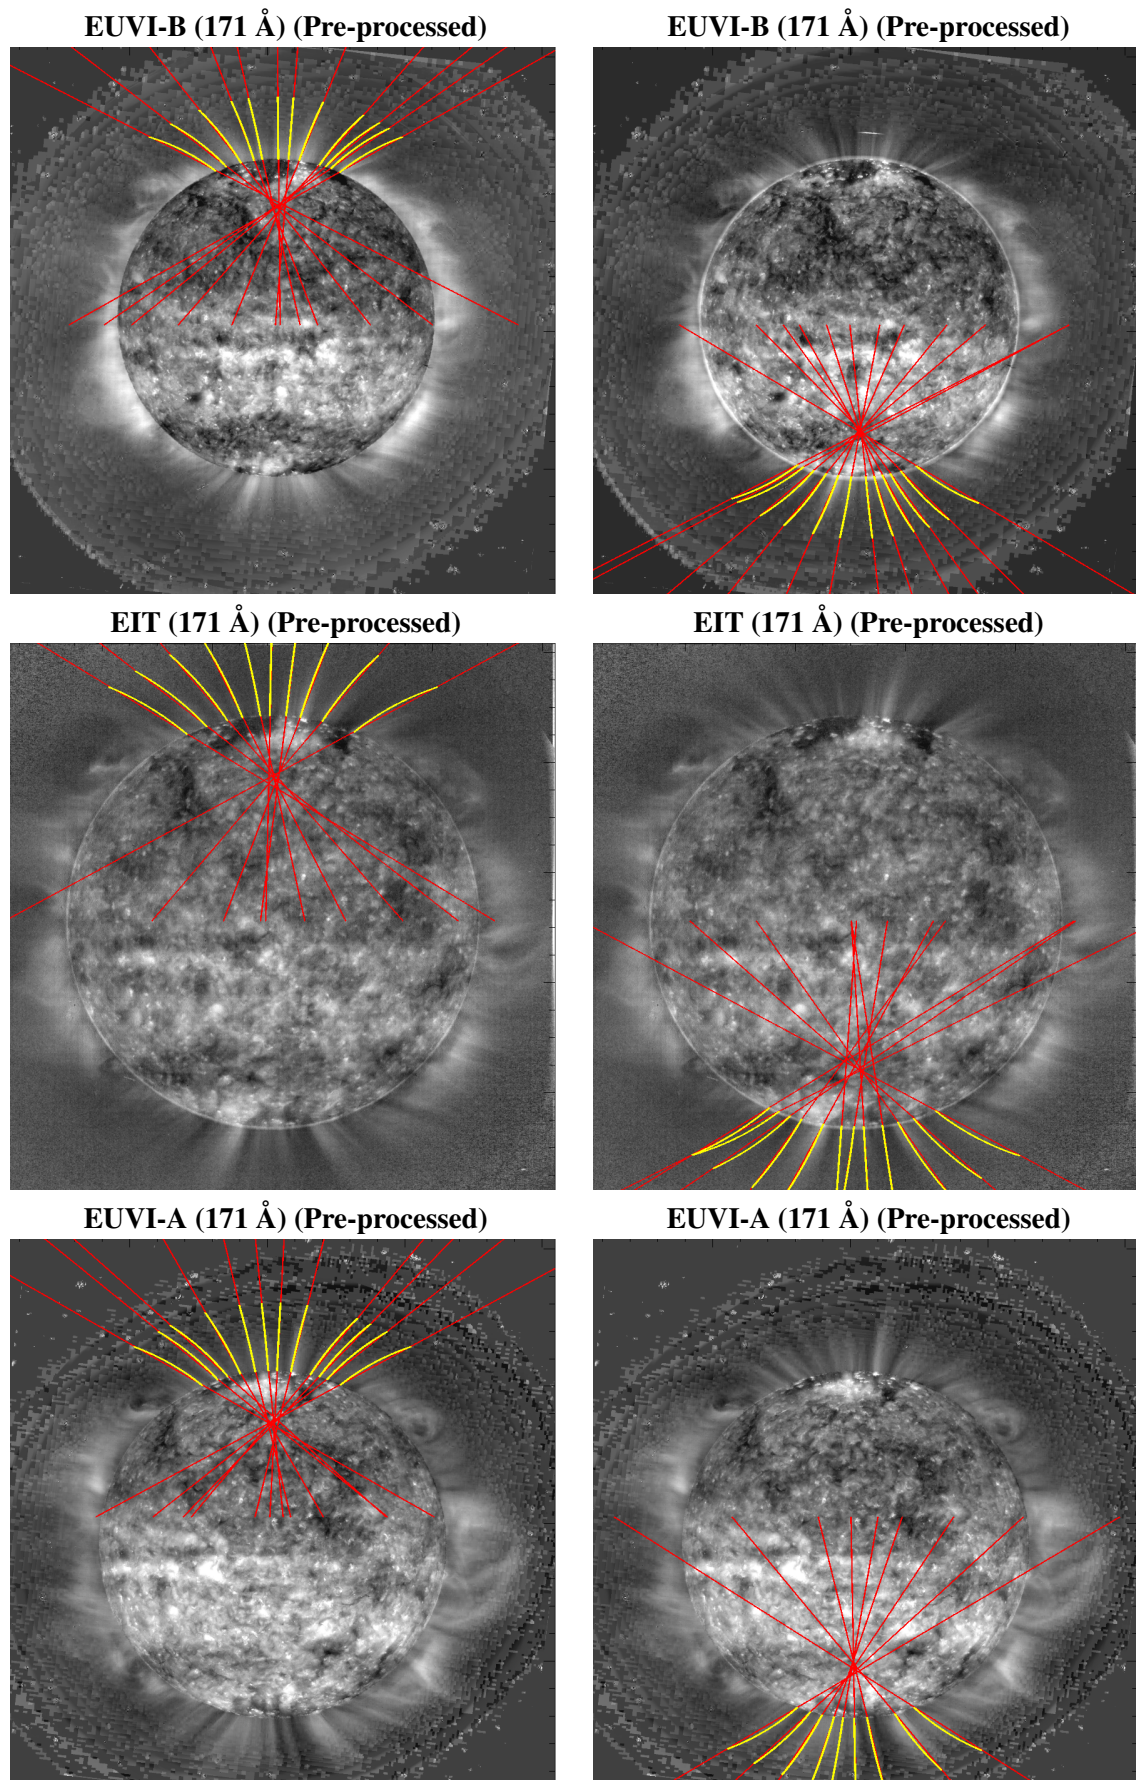 EUVI-B (171 Å) (Pre-processed)
EUVI-B (171 Å) (Pre-processed)
EIT (171 Å) (Pre-processed)
EIT (171 Å) (Pre-processed)
EUVI-A (171 Å) (Pre-processed)
EUVI-A (171 Å) (Pre-processed)